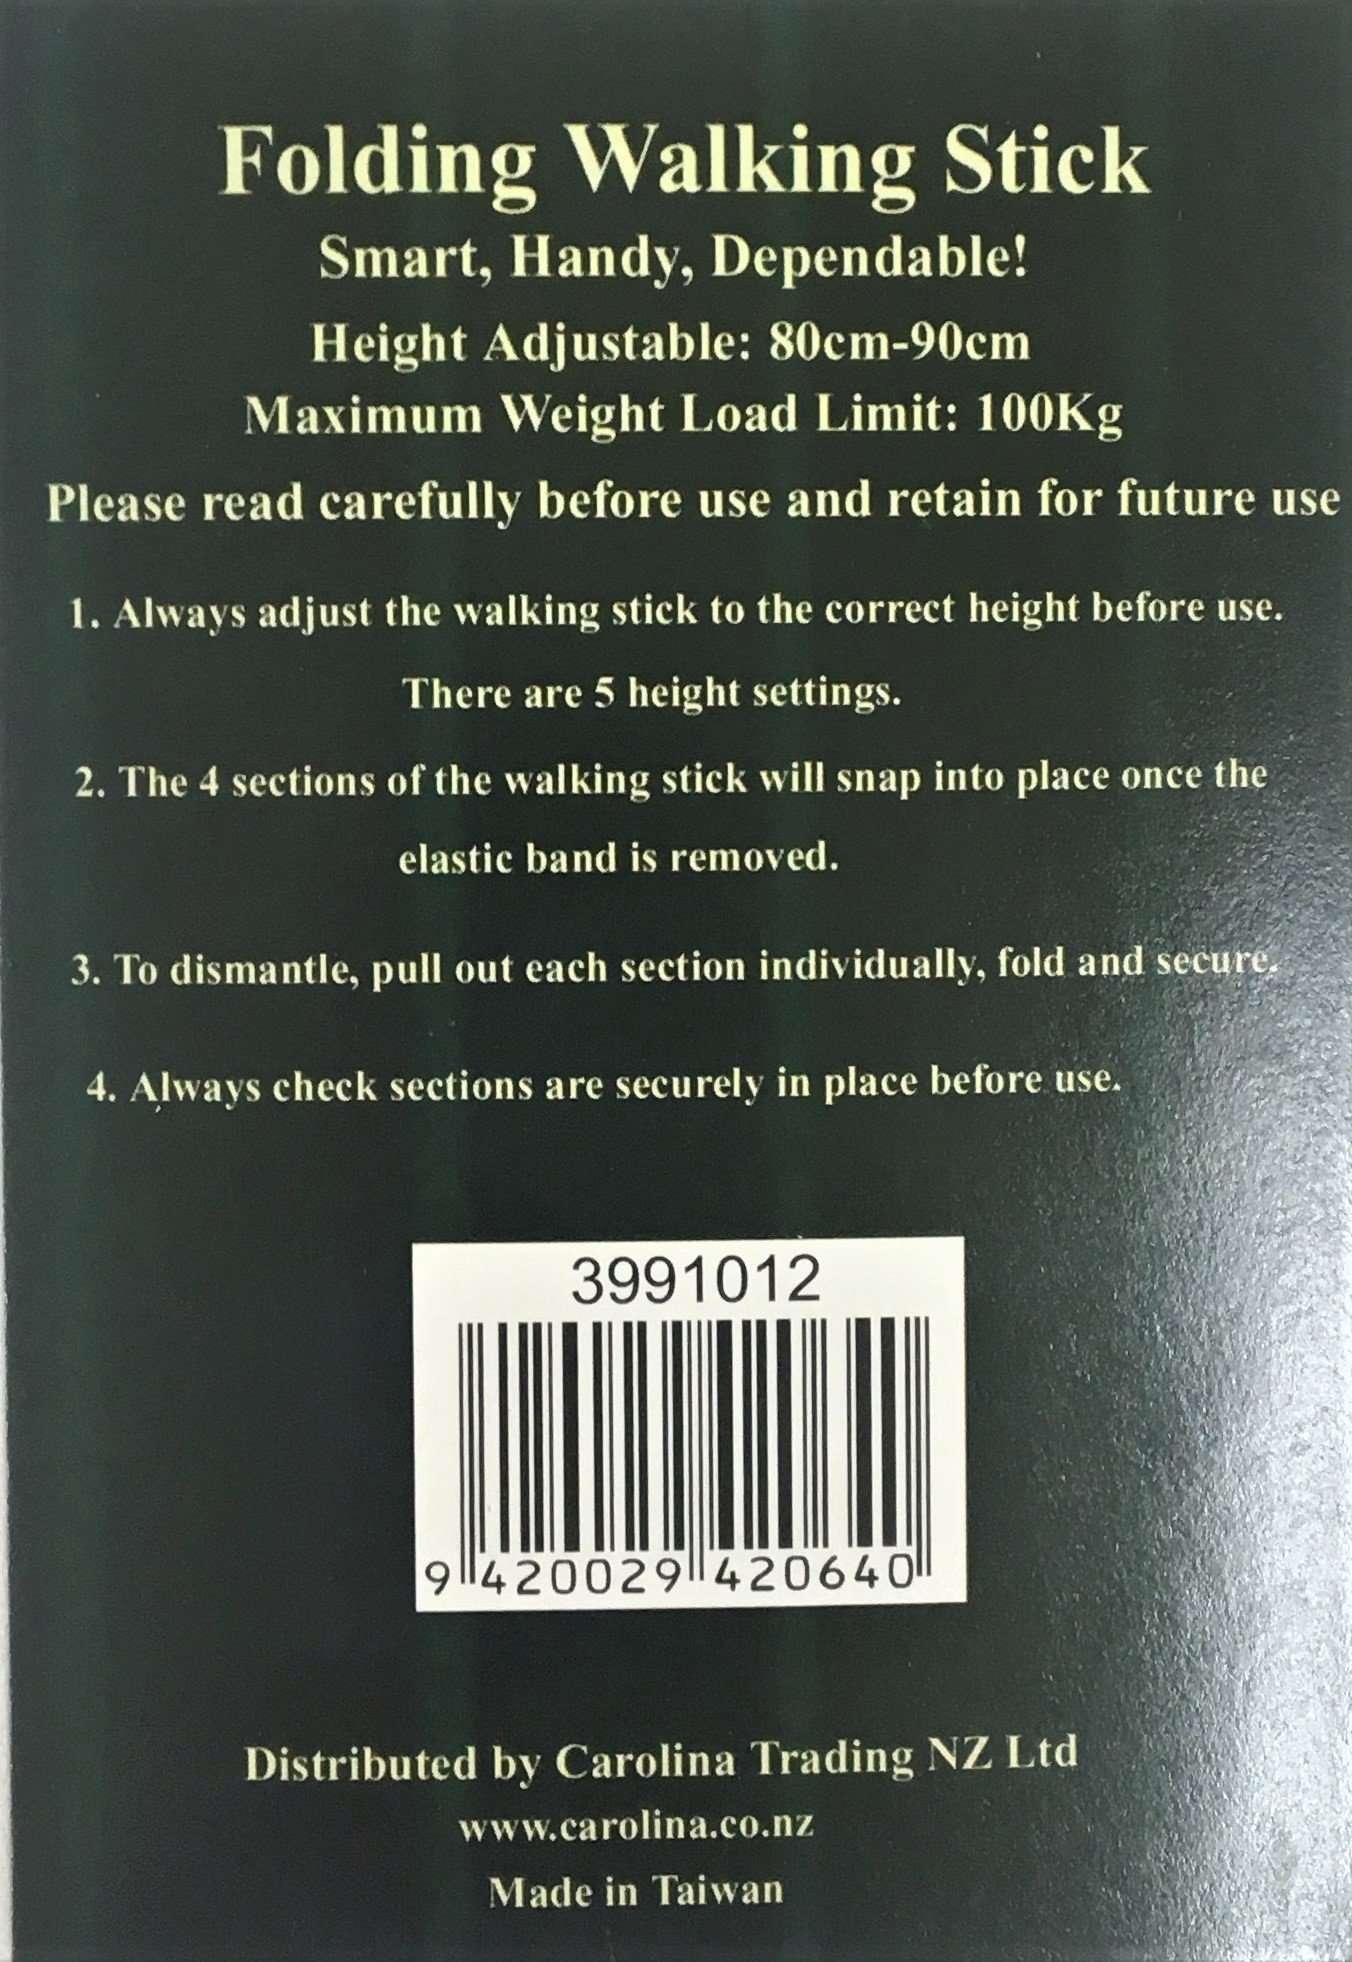 Folding Walking Stick
Smart, Handy, Dependable!
Height Adjustable: 80cm-90cm
Maximum Weight Load Limit: 100Kg
Please read carefully before use and retain for future use
1. Always adjust the walking stick to the correct height before use.
There are 5 height settings.
2. The 4 sections of the walking stick will snap into place once the
elastic band is removed.
3. To dismantle, pull out each section individually, fold and secure.
4. Always check sections are securely in place before use.
3991012
9 420029 420640
Distributed by Carolina Trading NZ Ltd
www.carolina.co.nz
Made in Taiwan